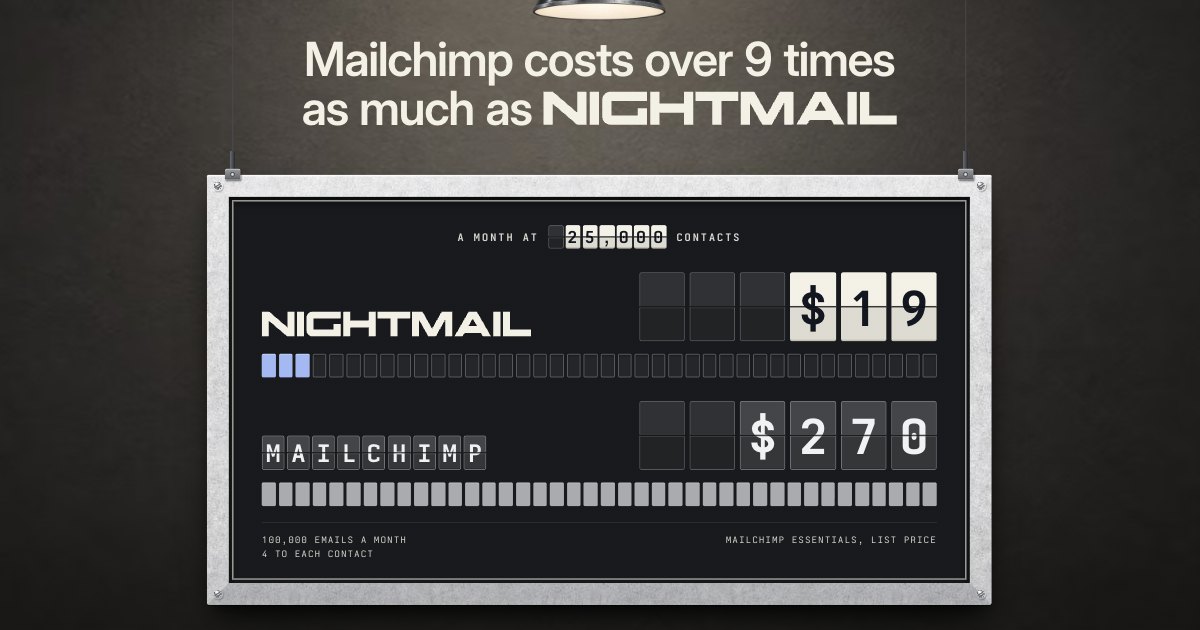 Mailchimp costs over 9 times
as much as NIGHTMAIL
A MONTH AT 25,000 CONTACTS
NIGHTMAIL
$19
MAILCHIMP
$270
100,000 EMAILS A MONTH
4 TO EACH CONTACT
MAILCHIMP ESSENTIALS, LIST PRICE